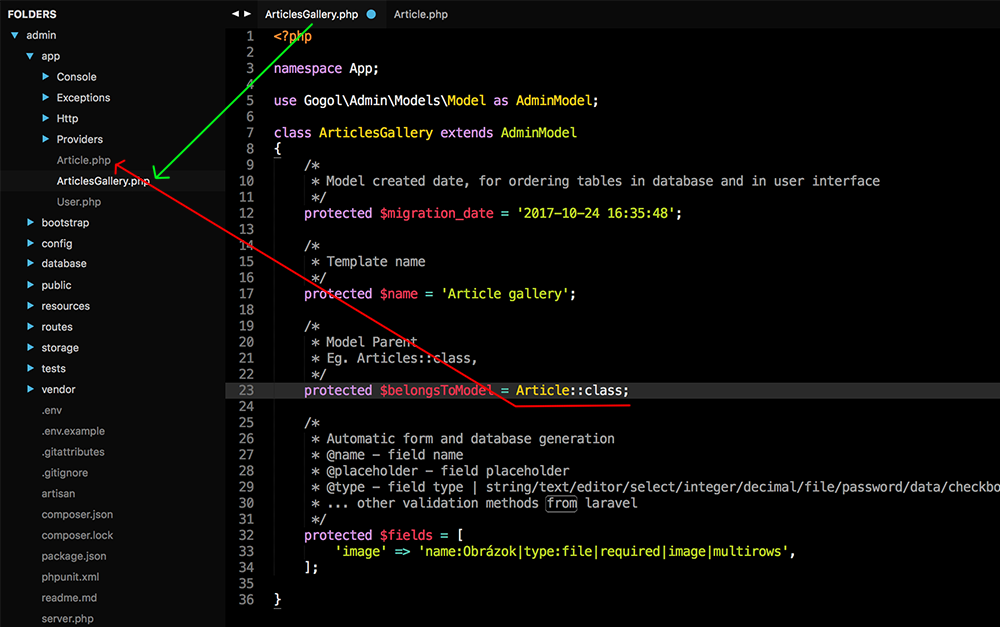 FOLDERS
admin
app
Console
Exceptions
Http
Providers
Article.php
ArticlesGallery.php
User.php
bootstrap
config
database
public
resources
routes
storage
tests
vendor
.env
.env.example
.gitattributes
.gitignore
artisan
composer.json
composer.lock
package.json
phpunit.xml
readme.md
server.php
ArticlesGallery.php Article.php
1 <?php
2
3 namespace App;
4
5 use Gogol\Admin\Models\Model as AdminModel;
6
7 class ArticlesGallery extends AdminModel
8 {
9 /*
10 * Model created date, for ordering tables in database and in user interface
11 */
12 protected $migration_date = '2017-10-24 16:35:48';
13
14 /*
15 * Template name
16 */
17 protected $name = 'Article gallery';
18
19 /*
20 * Model Parent
21 * Eg. Articles::class,
22 */
23 protected $belongsToModel = Article::class;
24
25 /*
26 * Automatic form and database generation
27 * @name – field name
28 * @placeholder – field placeholder
29 * @type – field type | string/text/editor/select/integer/decimal/file/password/data/checkbo
30 * ... other validation methods from laravel
31 */
32 protected $fields = [
33 'image' => 'name:Obrázok|type:file|required|image|multirows',
34 ];
35
36 }